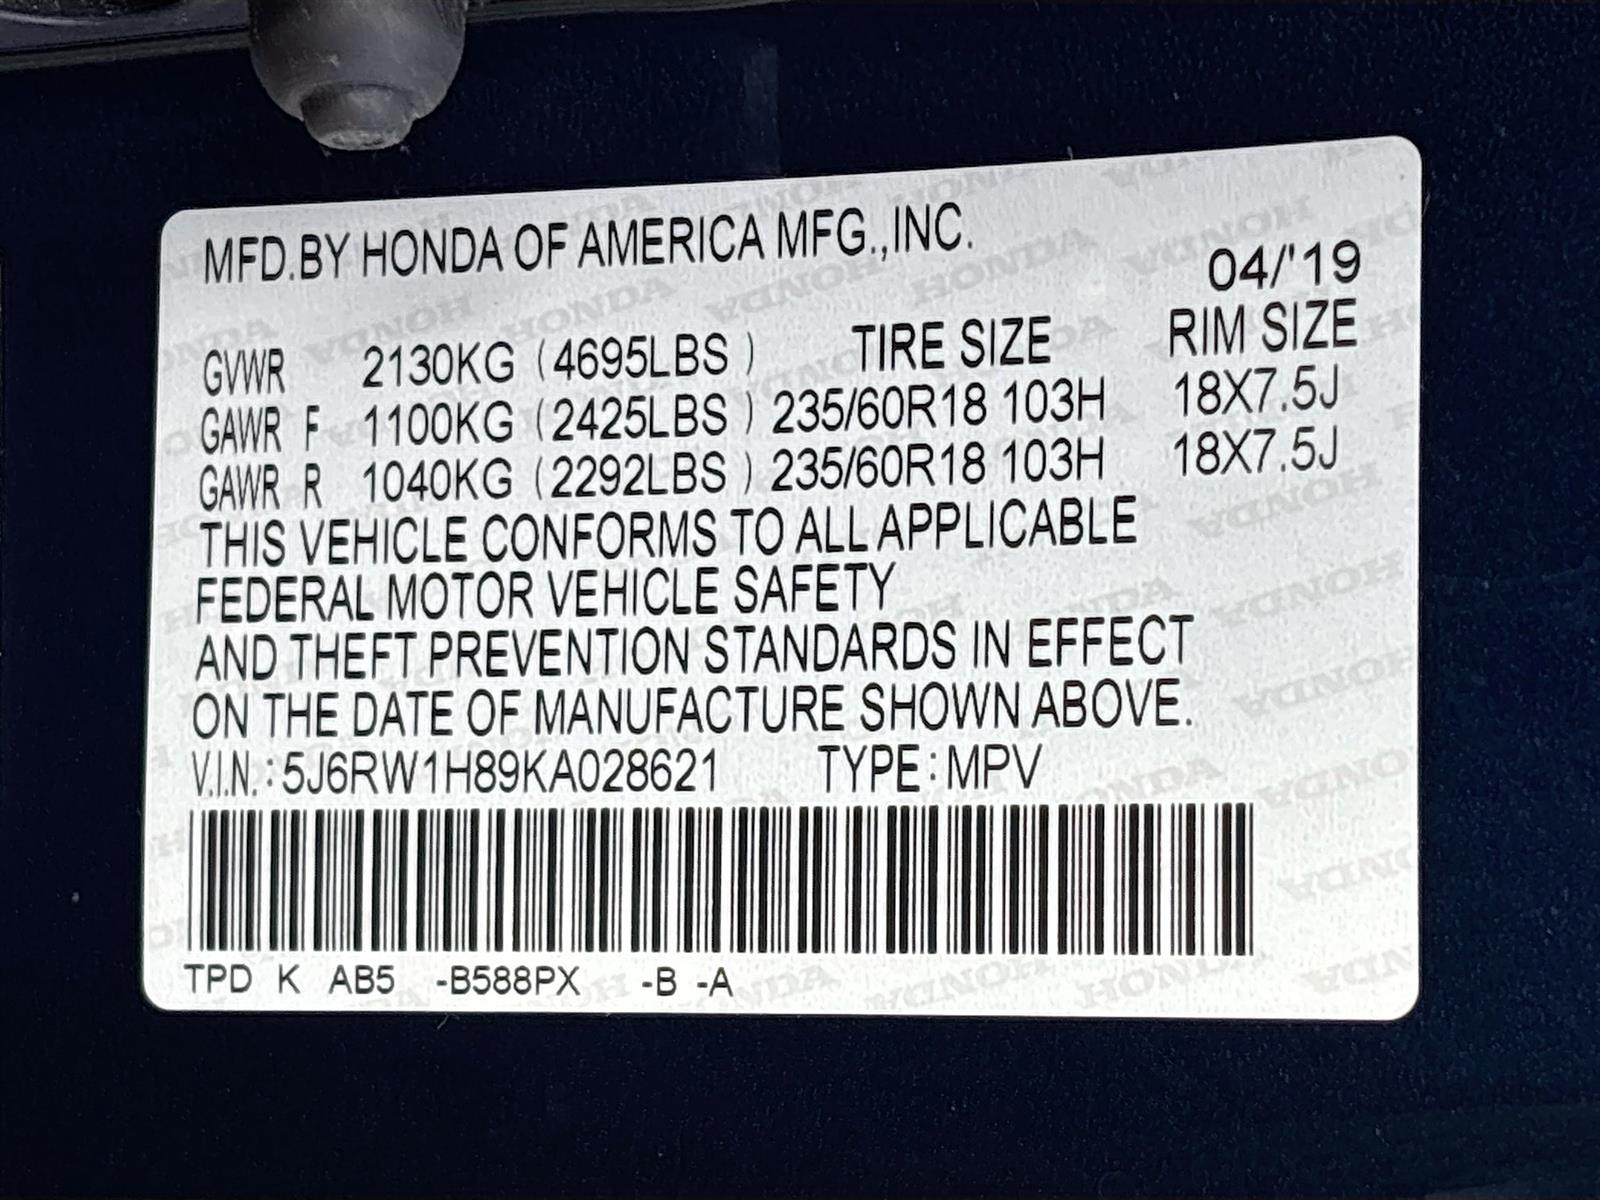 MFD.BY HONDA OF AMERICA MFG.,INC.
04/'19
GVWR 2130KG (4695LBS) TIRE SIZE RIM SIZE
GAWR F 1100KG (2425LBS) 235/60R18 103H 18X7.5J
GAWR R 1040KG (2292LBS) 235/60R18 103H 18X7.5J
THIS VEHICLE CONFORMS TO ALL APPLICABLE
FEDERAL MOTOR VEHICLE SAFETY
AND THEFT PREVENTION STANDARDS IN EFFECT
ON THE DATE OF MANUFACTURE SHOWN ABOVE.
V.I.N.: 5J6RW1H89KA028621 TYPE: MPV
TPD K AB5 -B588PX -B -A